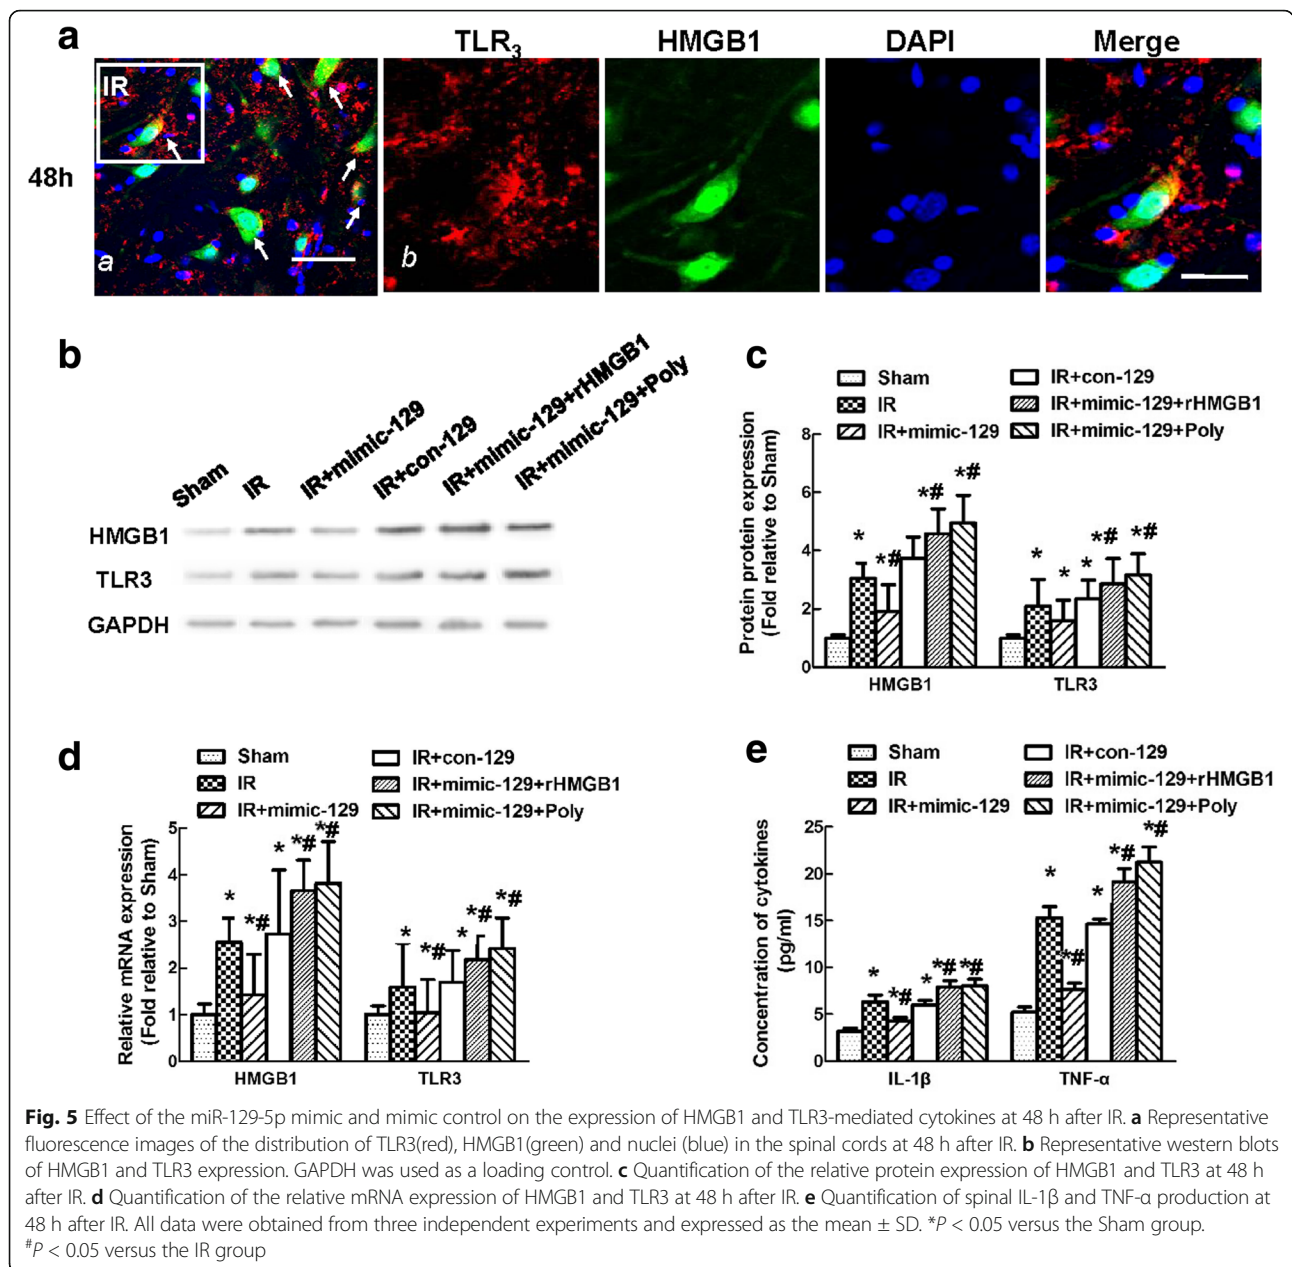 a
TLR3 HMGB1 DAPI Merge
IR
48h
a b
b
Sham IR IR+mimic-129 IR+con-129 IR+mimic-129+rHMGB1 IR+mimic-129+Poly
HMGB1
TLR3
GAPDH
c
Sham IR+con-129
IR IR+mimic-129+rHMGB1
IR+mimic-129 IR+mimic-129+Poly
Protein protein expression
(Fold relative to Sham)
8
6
4
2
0
* *# *# *# * * * *# *#
HMGB1 TLR3
d
Sham IR+con-129
IR IR+mimic-129+rHMGB1
IR+mimic-129 IR+mimic-129+Poly
Relative mRNA expression
(Fold relative to Sham)
5
4
3
2
1
0
* *# * *# *# * *# * *# *#
HMGB1 TLR3
e
Sham IR+con-129
IR IR+mimic-129+rHMGB1
IR+mimic-129 IR+mimic-129+Poly
Concentration of cytokines
(pg/ml)
25
20
15
10
5
0
* *# * *# *# * *# * *# *#
IL-1β TNF-α
Fig. 5 Effect of the miR-129-5p mimic and mimic control on the expression of HMGB1 and TLR3-mediated cytokines at 48 h after IR. a Representative
fluorescence images of the distribution of TLR3(red), HMGB1(green) and nuclei (blue) in the spinal cords at 48 h after IR. b Representative western blots
of HMGB1 and TLR3 expression. GAPDH was used as a loading control. c Quantification of the relative protein expression of HMGB1 and TLR3 at 48 h
after IR. d Quantification of the relative mRNA expression of HMGB1 and TLR3 at 48 h after IR. e Quantification of spinal IL-1β and TNF-α production at
48 h after IR. All data were obtained from three independent experiments and expressed as the mean ± SD. *P < 0.05 versus the Sham group.
#P < 0.05 versus the IR group